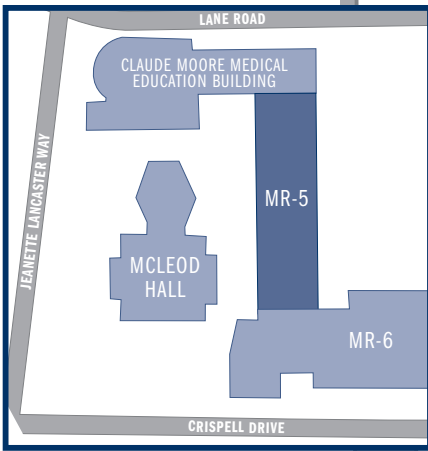 LANE ROAD
CLAUDE MOORE MEDICAL
EDUCATION BUILDING
JEANETTE LANCASTER WAY
MR-5
MCLEOD
HALL
MR-6
CRISPELL DRIVE